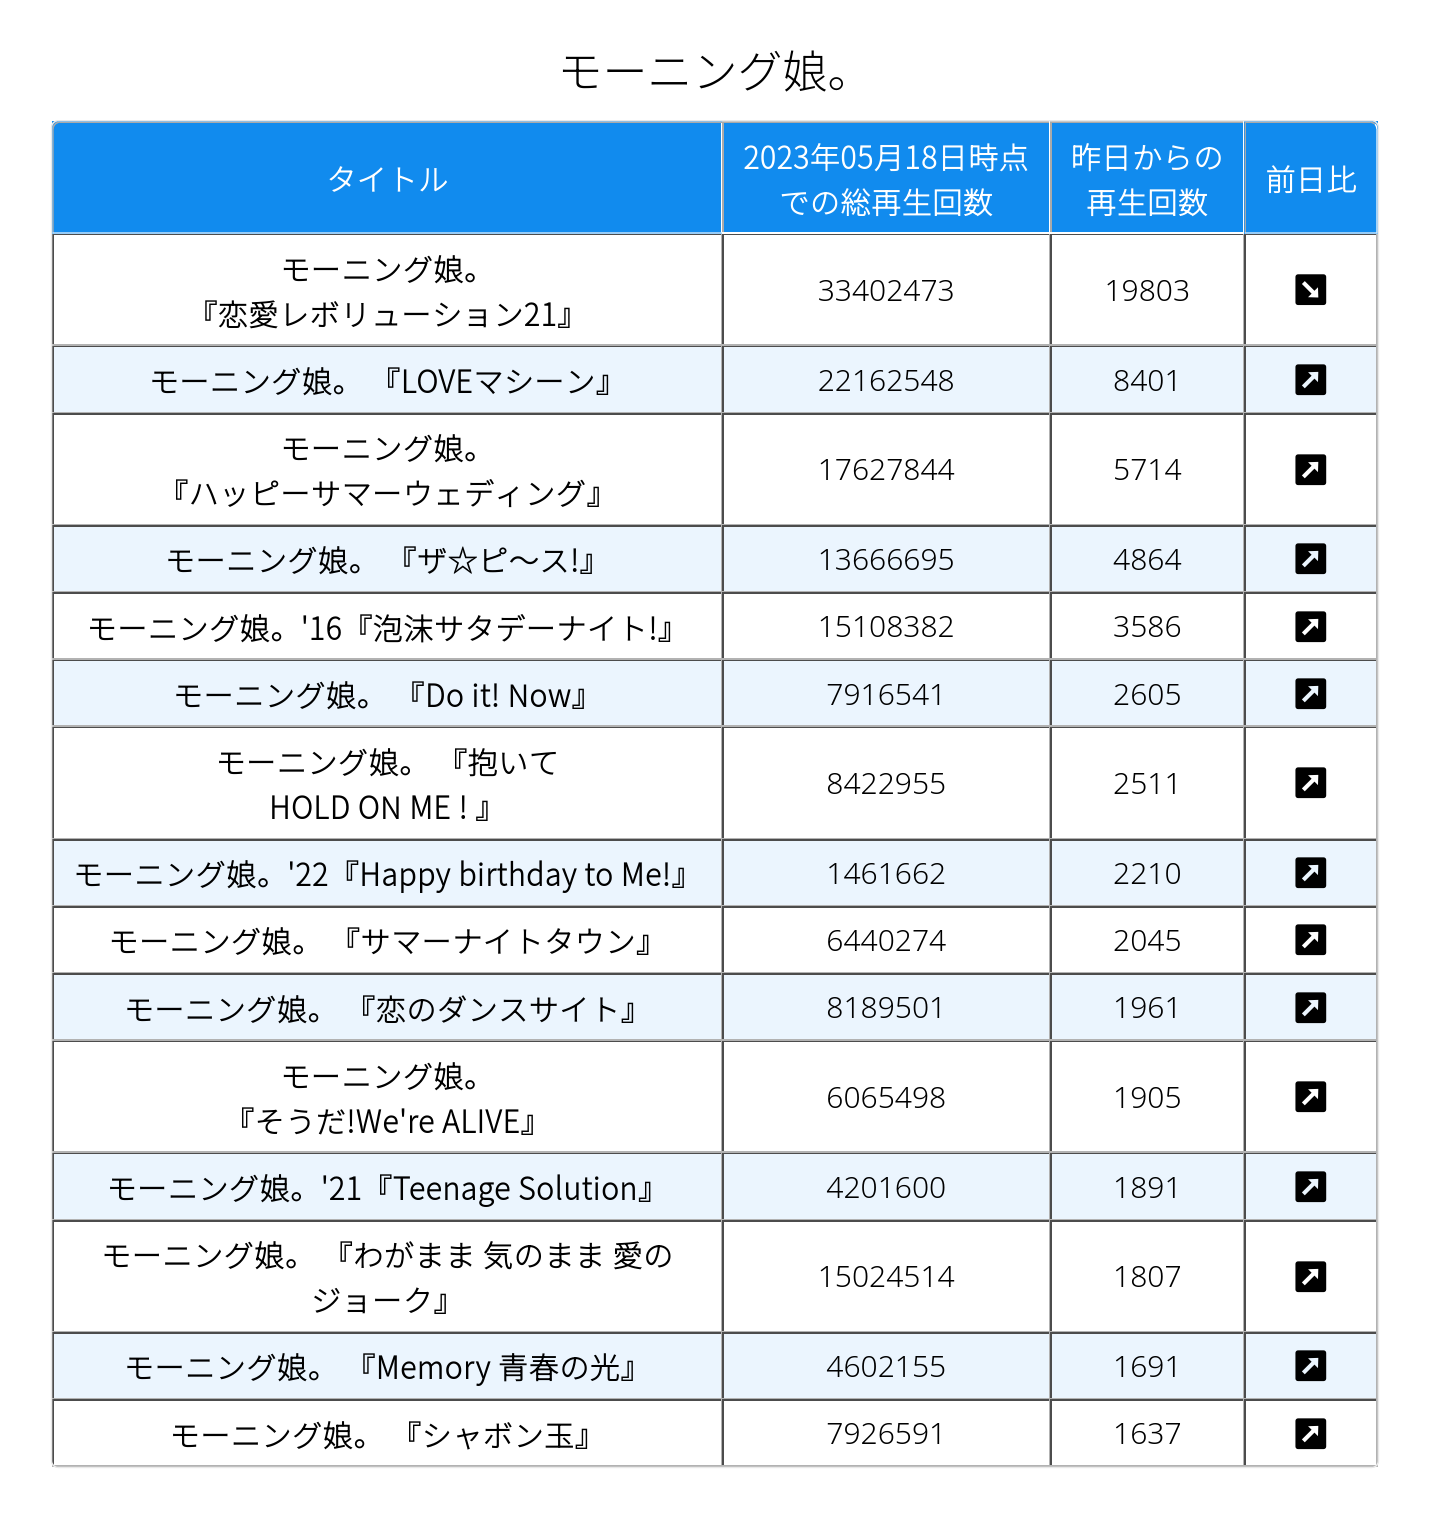 モーニング娘。
タイトル
2023年05月18日時点
での総再生回数
昨日からの
再生回数
前日比
モーニング娘。
『恋愛レボリューション21』
33402473
19803
モーニング娘。 『LOVEマシーン』
22162548
8401
モーニング娘。
『ハッピーサマーウェディング』
17627844
5714
モーニング娘。 『ザ☆ピ〜ス!』
13666695
4864
モーニング娘。'16『泡沫サタデーナイト!』
15108382
3586
モーニング娘。 『Do it! Now』
7916541
2605
モーニング娘。 『抱いて
HOLD ON ME ! 』
8422955
2511
モーニング娘。'22『Happy birthday to Me!』
1461662
2210
モーニング娘。 『サマーナイトタウン』
6440274
2045
モーニング娘。 『恋のダンスサイト』
8189501
1961
モーニング娘。
『そうだ!We're ALIVE』
6065498
1905
モーニング娘。'21『Teenage Solution』
4201600
1891
モーニング娘。 『わがまま 気のまま 愛の
ジョーク』
15024514
1807
モーニング娘。 『Memory 青春の光』
4602155
1691
モーニング娘。 『シャボン玉』
7926591
1637